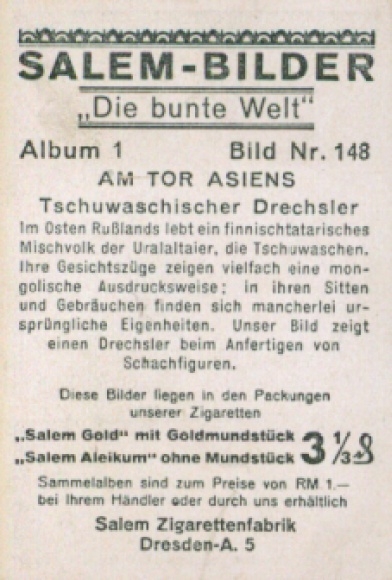 SALEM-BILDER
„Die bunte Welt“
Album 1 Bild Nr. 148
AM TOR ASIENS
Tschuwaschischer Drechsler
Im Osten Rußlands lebt ein finnischtatarisches
Mischvolk der Uralaltaier, die Tschuwaschen.
Ihre Gesichtszüge zeigen vielfach eine mon-
golische Ausdrucksweise; in ihren Sitten
und Gebräuchen finden sich mancherlei ur-
sprüngliche Eigenheiten. Unser Bild zeigt
einen Drechsler beim Anfertigen von
Schachfiguren.
Diese Bilder liegen in den Packungen
unserer Zigaretten
„Salem Gold“ mit Goldmundstück
„Salem Aleikum“ ohne Mundstück 3 1/3 ₰
Sammelalben sind zum Preise von RM 1.—
bei Ihrem Händler oder durch uns erhältlich
Salem Zigarettenfabrik
Dresden-A. 5